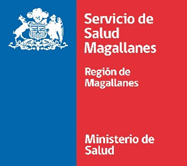 Servicio de
Salud
Magallanes
Región de
Magallanes
Ministerio de
Salud